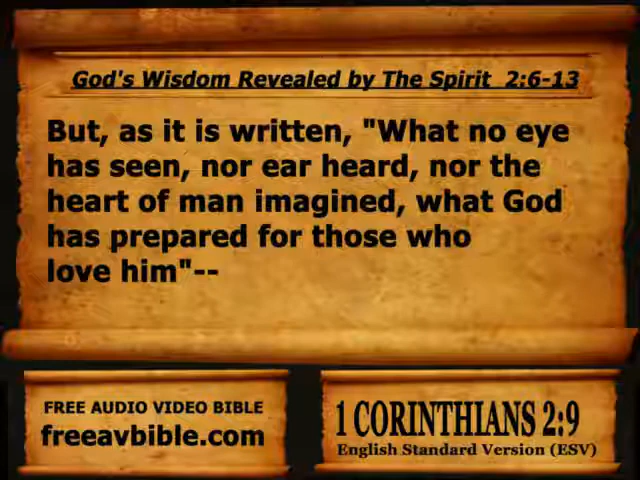 God's Wisdom Revealed by The Spirit 2:6-13
But, as it is written, "What no eye
has seen, nor ear heard, nor the
heart of man imagined, what God
has prepared for those who
love him"--
FREE AUDIO VIDEO BIBLE
freeavbible.com
1 CORINTHIANS 2:9
English Standard Version (ESV)